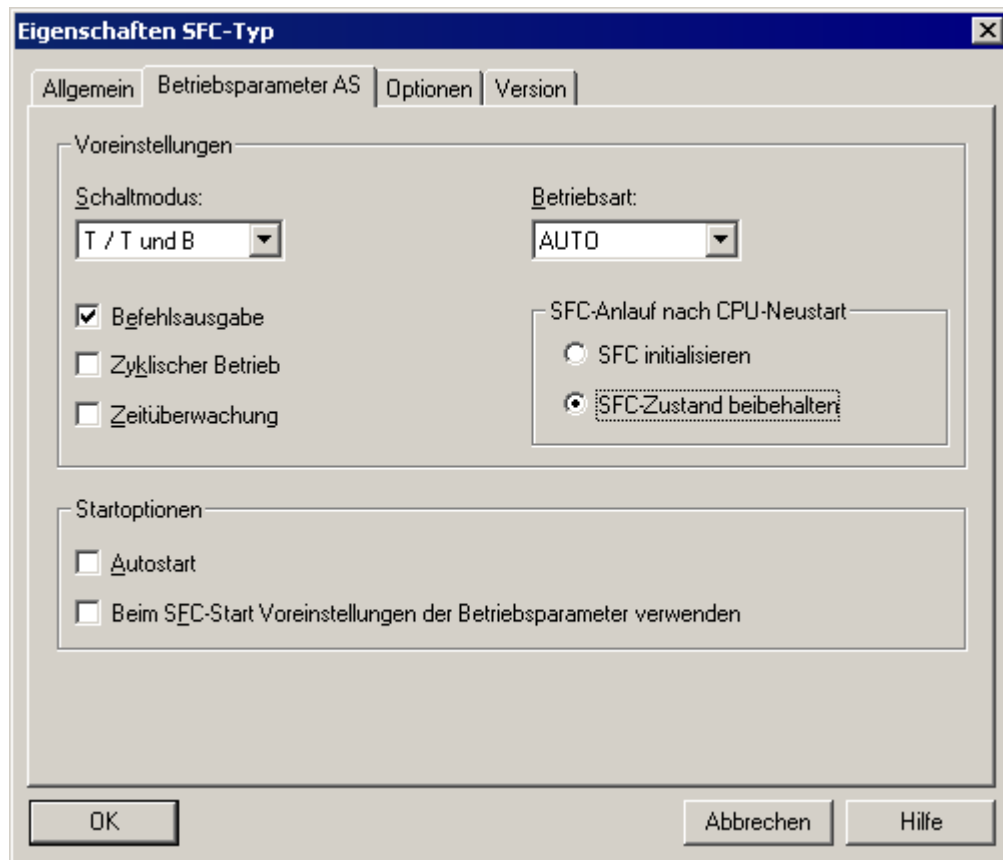 Eigenschaften SFC-Typ
Allgemein
Betriebsparameter AS
Optionen
Version
Voreinstellungen
Schaltmodus:
Betriebsart:
T / T und B
AUTO
Befehlsausgabe
Zyklischer Betrieb
Zeitüberwachung
SFC-Anlauf nach CPU-Neustart
SFC initialisieren
SFC-Zustand beibehalten
Startoptionen
Autostart
Beim SFC-Start Voreinstellungen der Betriebsparameter verwenden
OK
Abbrechen
Hilfe